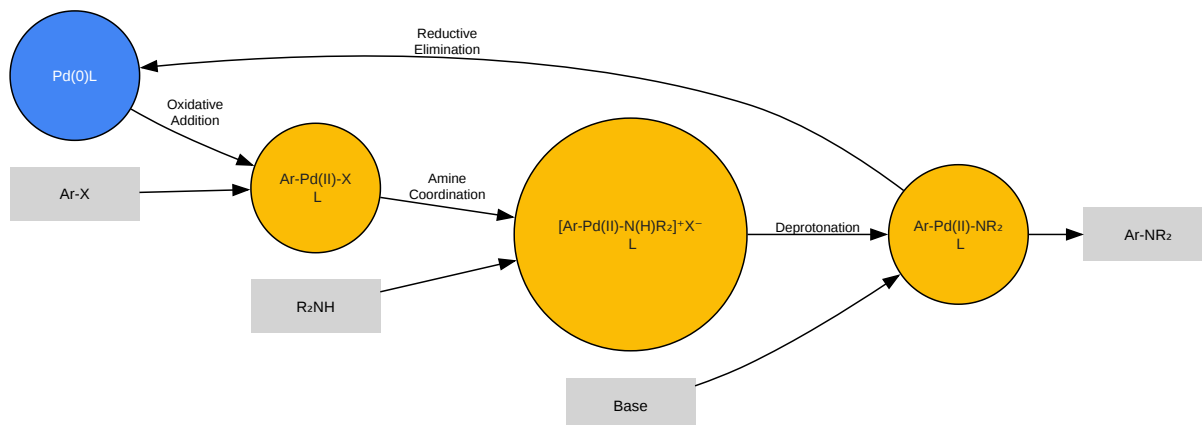 Reductive
Elimination
Pd(0)L
Oxidative
Addition
Ar-X
Ar-Pd(II)-X
L
Amine
Coordination
R₂NH
[Ar-Pd(II)-N(H)R₂]⁺X⁻
L
Deprotonation
Base
Ar-Pd(II)-NR₂
L
Ar-NR₂